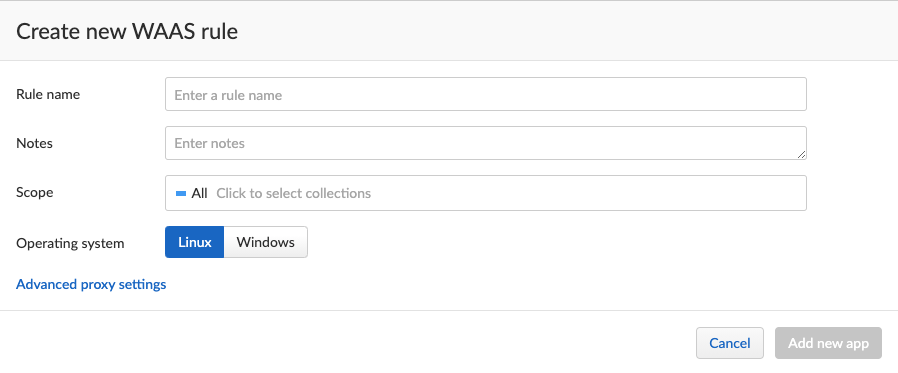 Create new WAAS rule
Rule name
Enter a rule name
Notes
Enter notes
Scope
All Click to select collections
Operating system
Linux Windows
Advanced proxy settings
Cancel Add new app